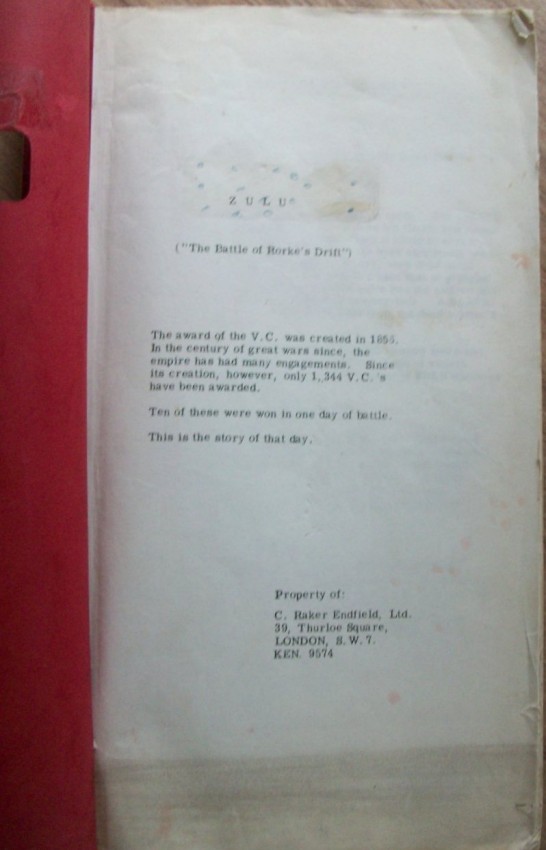 Z U L U
("The Battle of Rorke's Drift")
The award of the V.C. was created in 1856.
In the century of great wars since, the
empire has had many engagements. Since
its creation, however, only 1,344 V.C.'s
have been awarded.
Ten of these were won in one day of battle.
This is the story of that day.
Property of:
C. Raker Endfield, Ltd.
39, Thurloe Square,
LONDON, S.W.7.
KEN. 9574